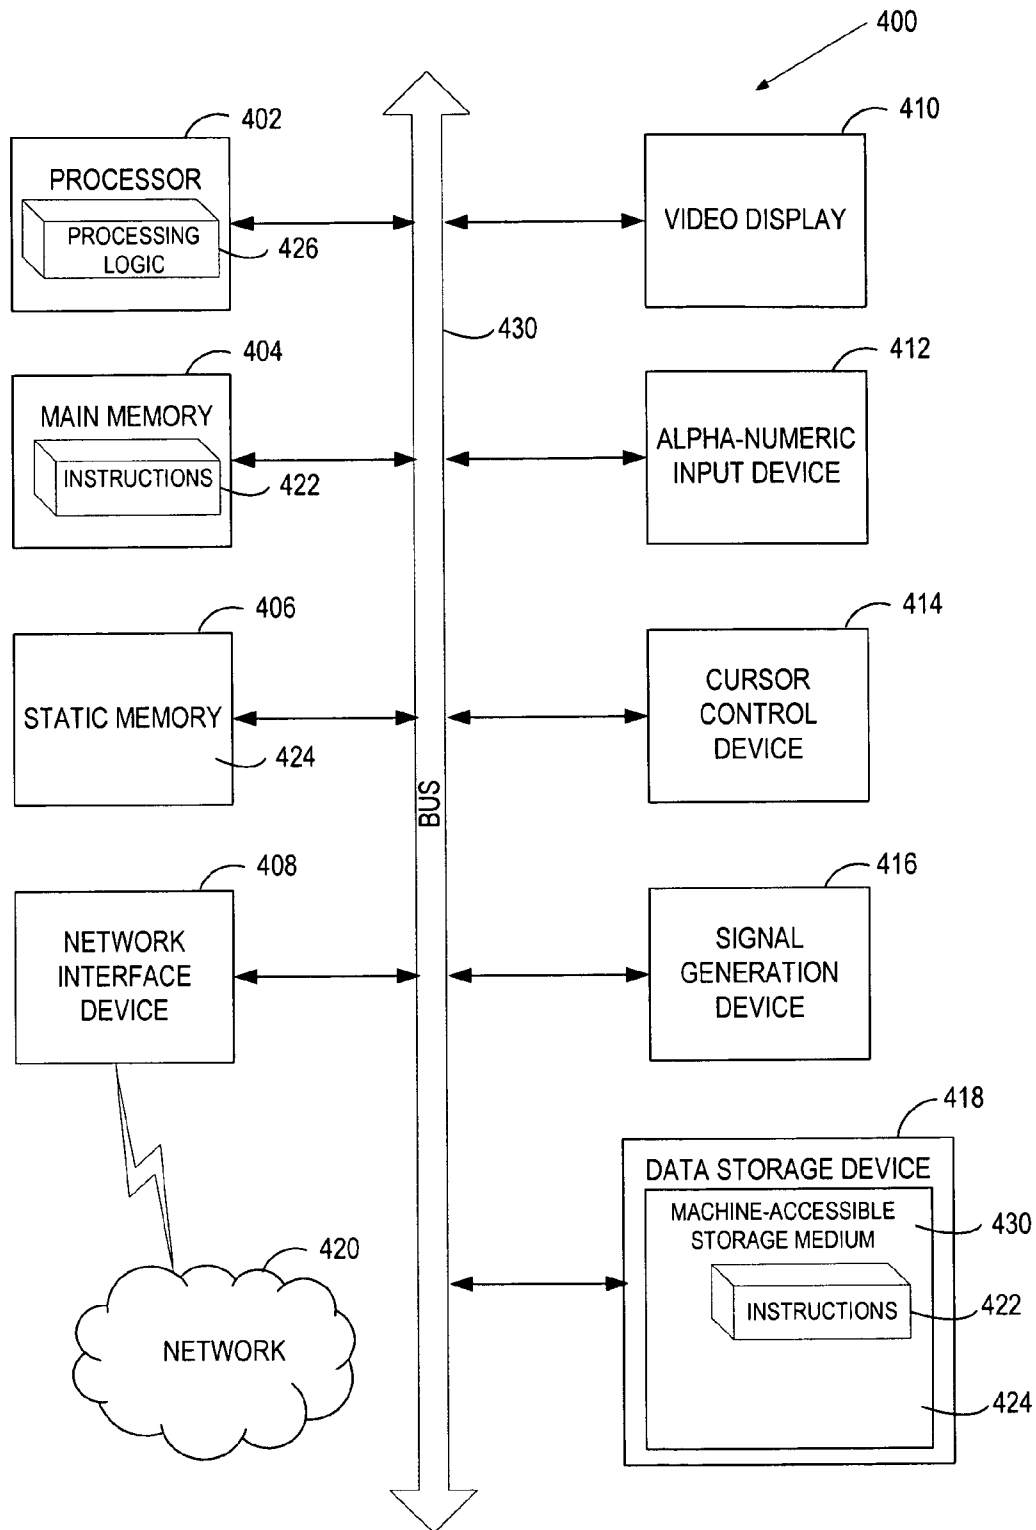 400
402
PROCESSOR
PROCESSING
LOGIC
426
410
VIDEO DISPLAY
430
404
MAIN MEMORY
INSTRUCTIONS
422
412
ALPHA-NUMERIC
INPUT DEVICE
406
STATIC MEMORY
424
414
CURSOR
CONTROL
DEVICE
BUS
408
NETWORK
INTERFACE
DEVICE
416
SIGNAL
GENERATION
DEVICE
418
DATA STORAGE DEVICE
MACHINE-ACCESSIBLE
STORAGE MEDIUM
430
INSTRUCTIONS
422
424
420
NETWORK